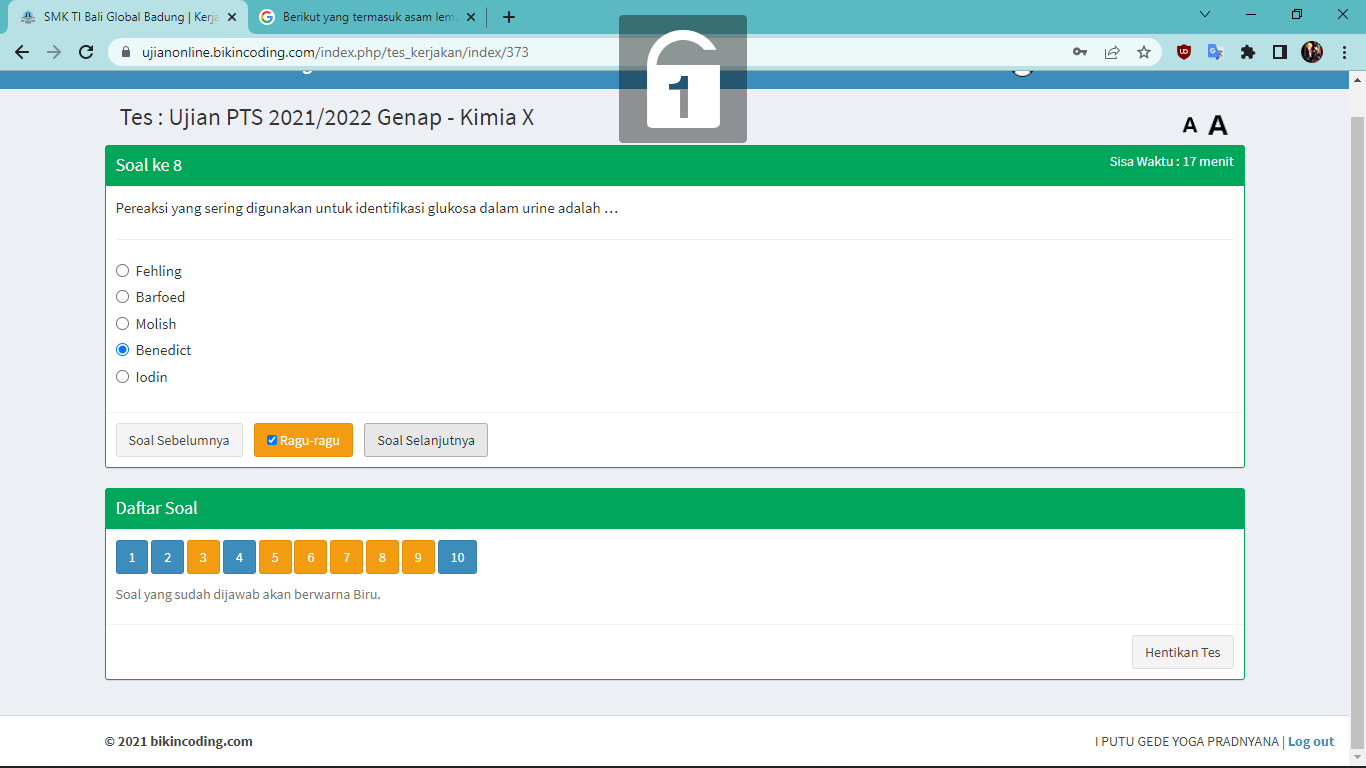 SMK TI Bali Global Badung | Kerja
Berikut yang termasuk asam lema
ujianonline.bikincoding.com/index.php/tes_kerjakan/index/373
1
Tes : Ujian PTS 2021/2022 Genap - Kimia X
A A
Soal ke 8
Sisa Waktu : 17 menit
Pereaksi yang sering digunakan untuk identifikasi glukosa dalam urine adalah …
Fehling
Barfoed
Molish
Benedict
Iodin
Soal Sebelumnya
Ragu-ragu
Soal Selanjutnya
Daftar Soal
1 2 3 4 5 6 7 8 9 10
Soal yang sudah dijawab akan berwarna Biru.
Hentikan Tes
© 2021 bikincoding.com
I PUTU GEDE YOGA PRADNYANA | Log out